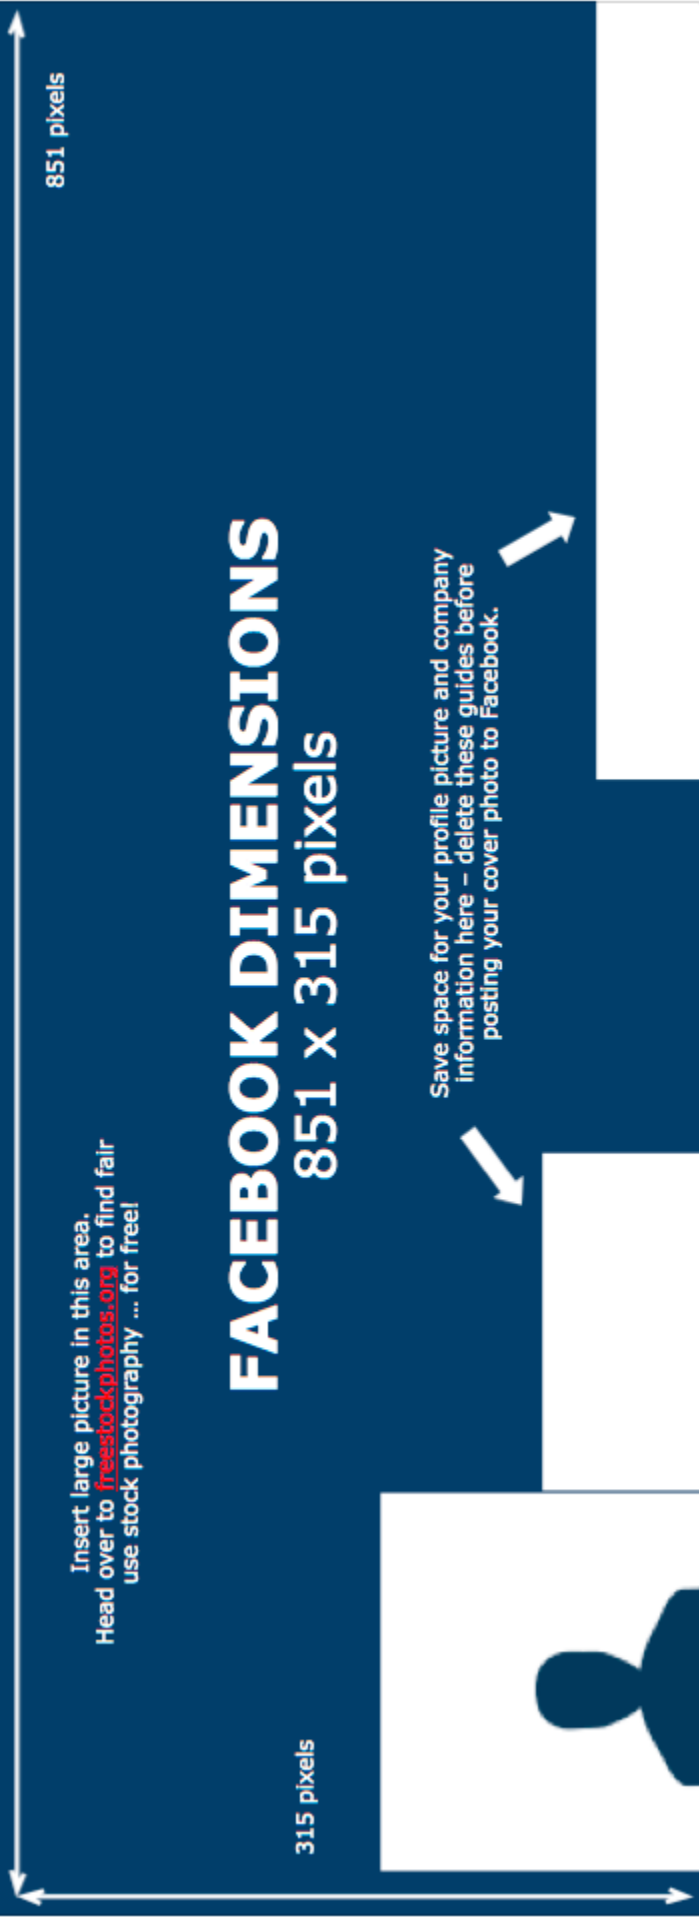 851 pixels
Insert large picture in this area.
Head over to freestockphotos.org to find fair
use stock photography ... for free!
FACEBOOK DIMENSIONS
851 x 315 pixels
315 pixels
Save space for your profile picture and company
information here – delete these guides before
posting your cover photo to Facebook.